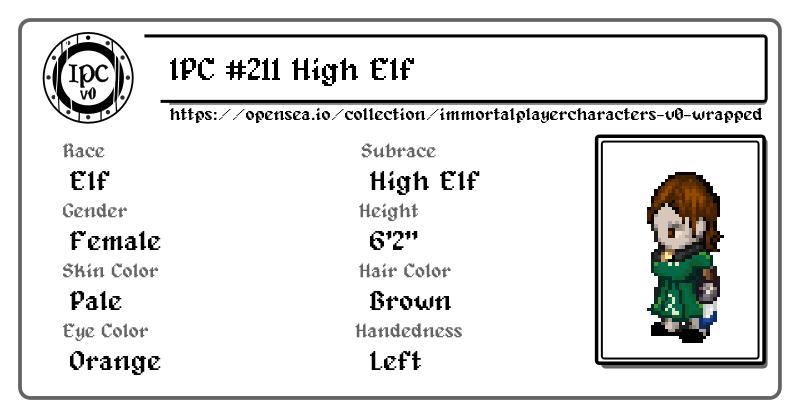 IPC
v0
IPC #211 High Elf
https://opensea.io/collection/immortalplayercharacters-v0-wrapped
Race
Subrace
Elf
High Elf
Gender
Height
Female
6'2"
Skin Color
Hair Color
Pale
Brown
Eye Color
Handedness
Orange
Left